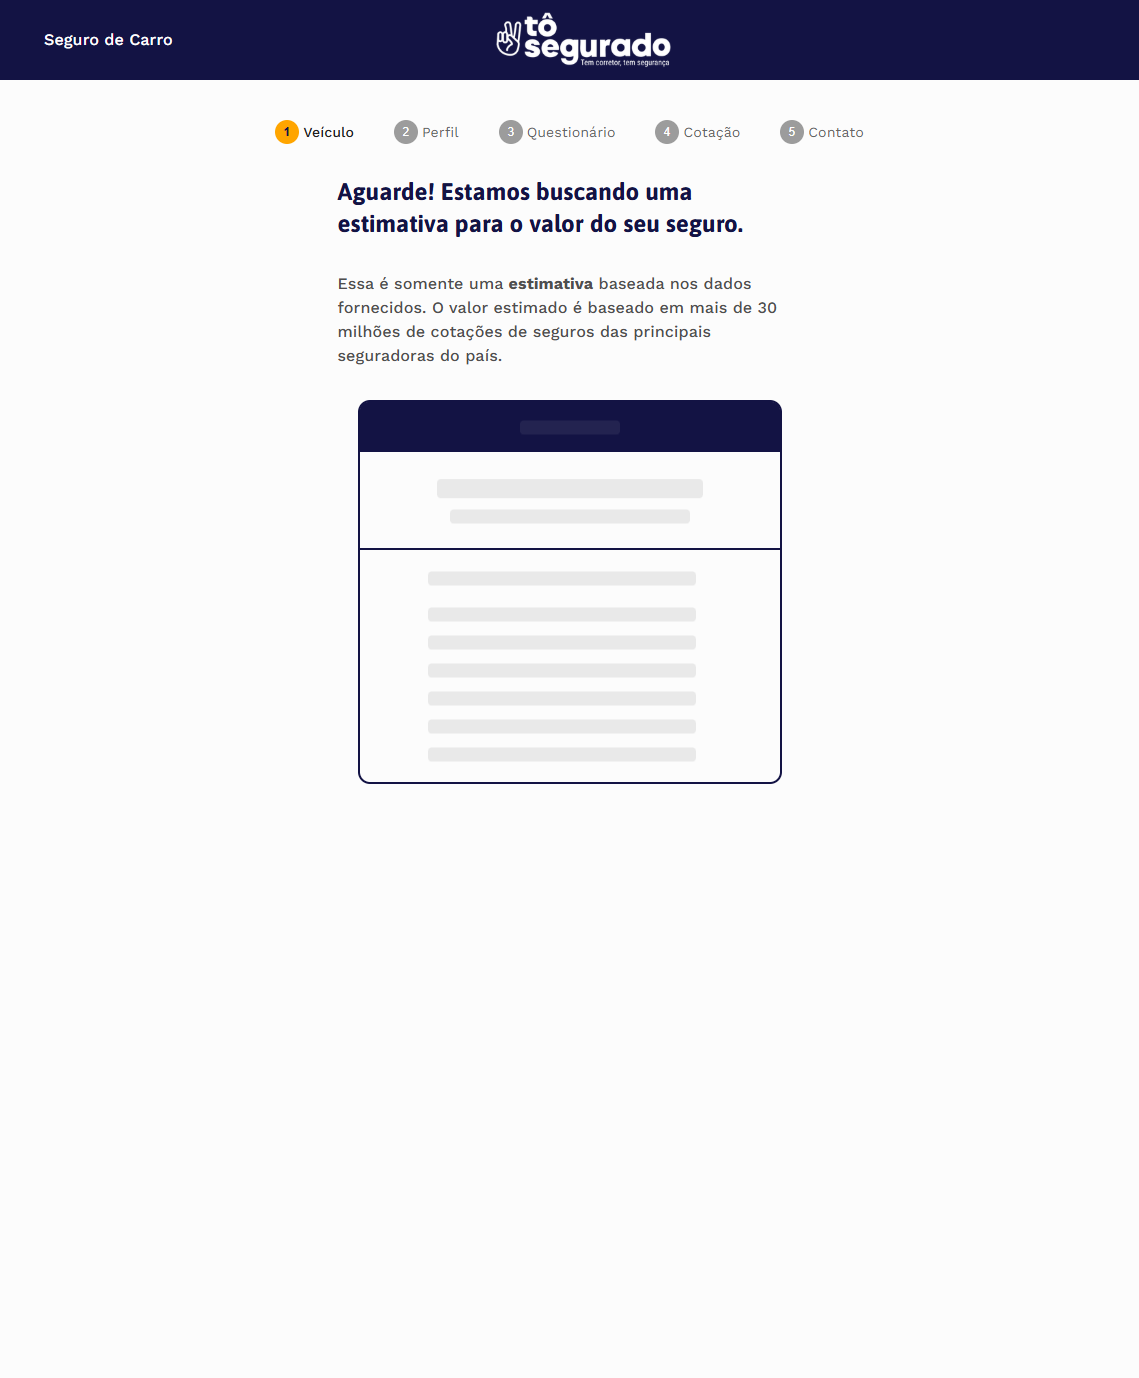 Seguro de Carro
tô
segurado
Tem corretor, tem segurança
1 Veículo
2 Perfil
3 Questionário
4 Cotação
5 Contato
Aguarde! Estamos buscando uma
estimativa para o valor do seu seguro.
Essa é somente uma estimativa baseada nos dados
fornecidos. O valor estimado é baseado em mais de 30
milhões de cotações de seguros das principais
seguradoras do país.